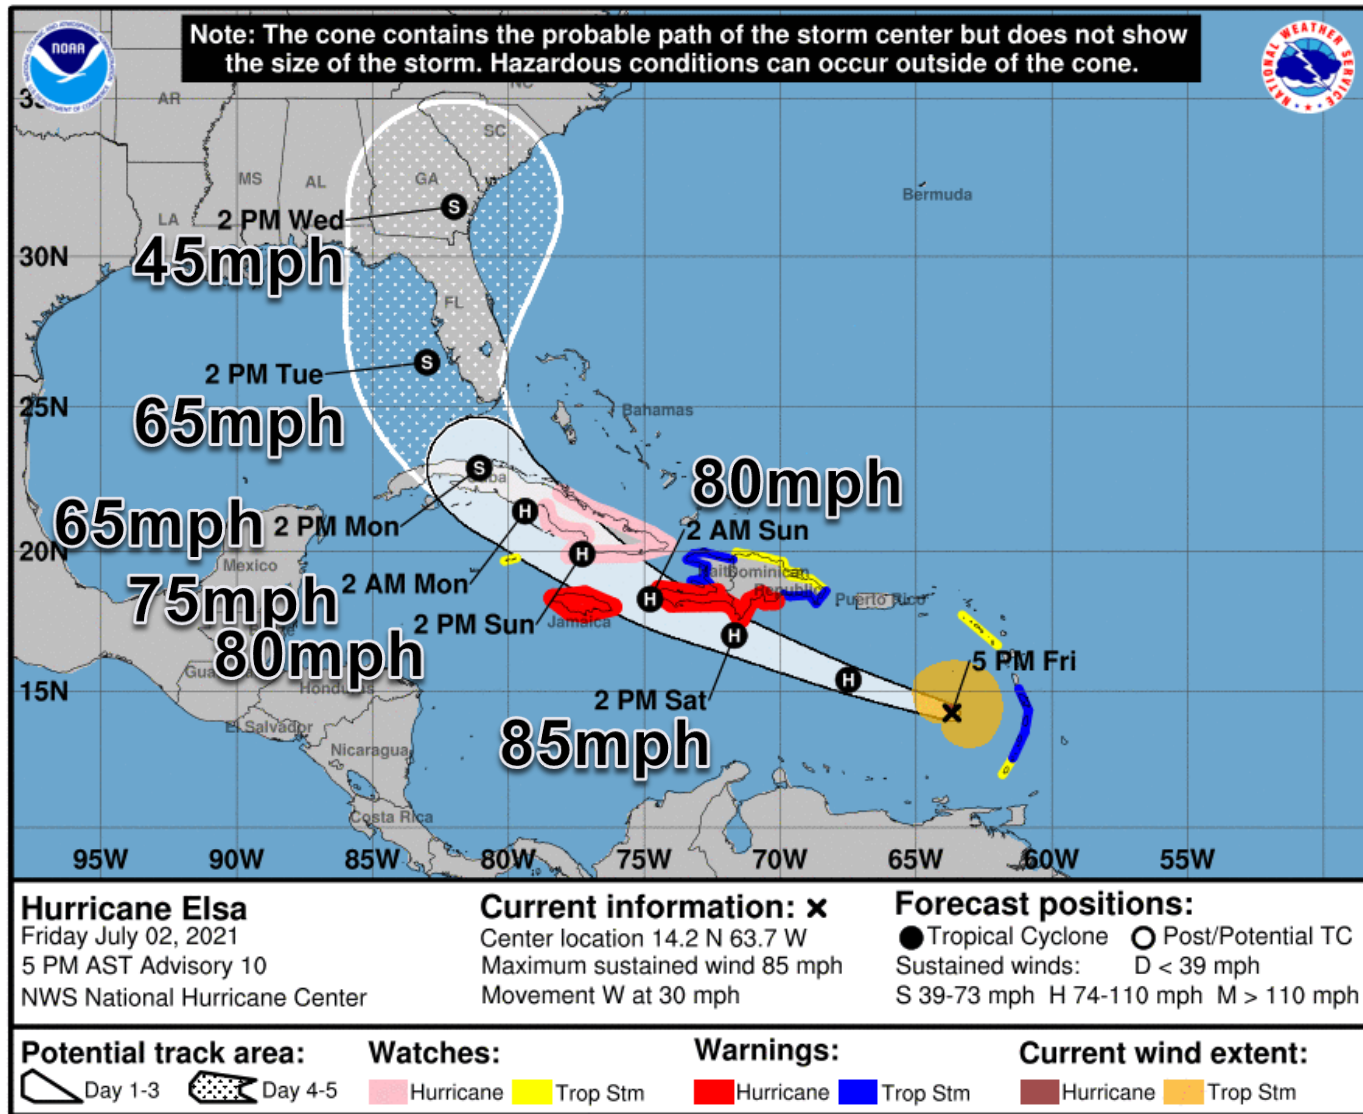 Note: The cone contains the probable path of the storm center but does not show
the size of the storm. Hazardous conditions can occur outside of the cone.
NOAA
NATIONAL WEATHER SERVICE
NC
AR
SC
MS
AL
GA
Bermuda
LA
2 PM Wed
30N
45mph
FL
2 PM Tue
25N
Bahamas
65mph
80mph
65mph
2 PM Mon
2 AM Sun
20N
Mexico
2 AM Mon
Dominican
Republic
Puerto Rico
75mph
2 PM Sun
Jamaica
80mph
5 PM Fri
15N
Honduras
2 PM Sat
El Salvador
85mph
Nicaragua
Costa Rica
S
S
S
H
H
H
H
H
95W 90W 85W 80W 75W 70W 65W 60W 55W
Hurricane Elsa
Friday July 02, 2021
5 PM AST Advisory 10
NWS National Hurricane Center
Current information: ×
Center location 14.2 N 63.7 W
Maximum sustained wind 85 mph
Movement W at 30 mph
Forecast positions:
Tropical Cyclone Post/Potential TC
Sustained winds: D < 39 mph
S 39-73 mph H 74-110 mph M > 110 mph
Potential track area:
Day 1-3 Day 4-5
Watches:
Hurricane Trop Stm
Warnings:
Hurricane Trop Stm
Current wind extent:
Hurricane Trop Stm